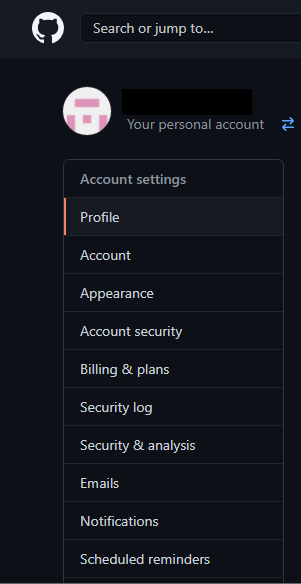 Search or jump to...
Your personal account
Account settings
Profile
Account
Appearance
Account security
Billing & plans
Security log
Security & analysis
Emails
Notifications
Scheduled reminders